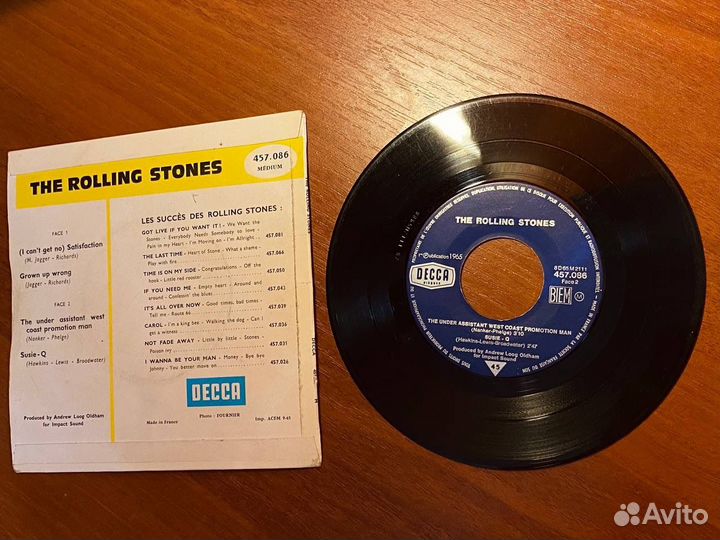 THE ROLLING STONES
457.086
MÉDIUM
FACE 1
(I can't get no) Satisfaction
(M. Jagger - Richards)
Grown up wrong
(Jagger - Richards)
FACE 2
The under assistant west
coast promotion man
(Nanker - Phelge)
Susie-Q
(Hawkins - Lewis - Broadwater)
Produced by Andrew Loog Oldham
for Impact Sound
LES SUCCÈS DES ROLLING STONES :
GOT LIVE IF YOU WANT IT ! - We Want the
Stones - Everybody Needs Somebody to love -
Pain in my Heart - I'm Moving on - I'm Allright - 457.081
THE LAST TIME - Heart of Stone - What a shame -
Play with fire 457.066
TIME IS ON MY SIDE - Congratulations - Off the
hook - Little red rooster 457.050
IF YOU NEED ME - Empty heart - Around and
around - Confessin' the blues 457.043
IT'S ALL OVER NOW - Good times, bad times -
Tell me - Route 66 457.039
CAROL - I'm a king bee - Walking the dog - Can I
get a witness 457.036
NOT FADE AWAY - Little by little - Stones -
Poison ivy 457.031
I WANNA BE YOUR MAN - Money - Bye bye
Johnny - You better move on 457.026
DECCA
Made in France
Photo : FOURNIER
Imp. ACEM 9-65
THE ROLLING STONES
℗ Publication 1965
DECCA
DISQUES
8D 65.M 2111
457.086
Face 2
BIEM
M
THE UNDER ASSISTANT WEST COAST PROMOTION MAN
(Nanker-Phelge) 3'10
SUSIE - Q
(Hawkins-Lewis-Broadwater) 2'47
Produced by Andrew Loog Oldham
for Impact Sound
45
Avito